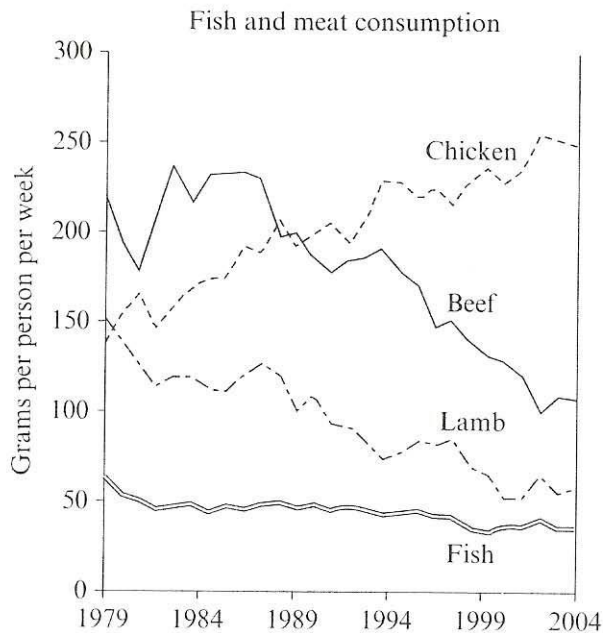 Fish and meat consumption
Grams per person per week
300
250
200
150
100
50
0
Chicken
Beef
Lamb
Fish
1979 1984 1989 1994 1999 2004